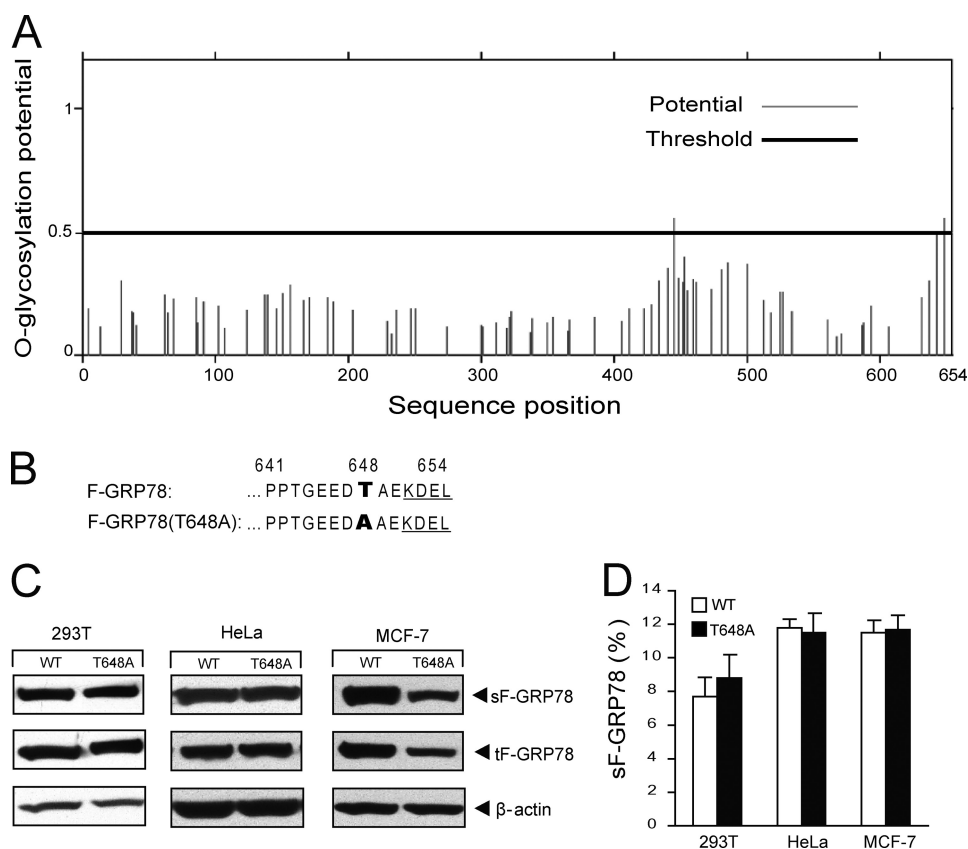 A
O-glycosylation potential
1
0.5
0
Potential
Threshold
0 100 200 300 400 500 600 654
Sequence position
B
641 648 654
F-GRP78: ...PPTGEEDTAEKDEL
F-GRP78(T648A): ...PPTGEEDAAEKDEL
C
293T HeLa MCF-7
WT T648A WT T648A WT T648A
sF-GRP78
tF-GRP78
β-actin
D
sF-GRP78 (%)
14
12
10
8
6
4
2
0
WT
T648A
293T HeLa MCF-7